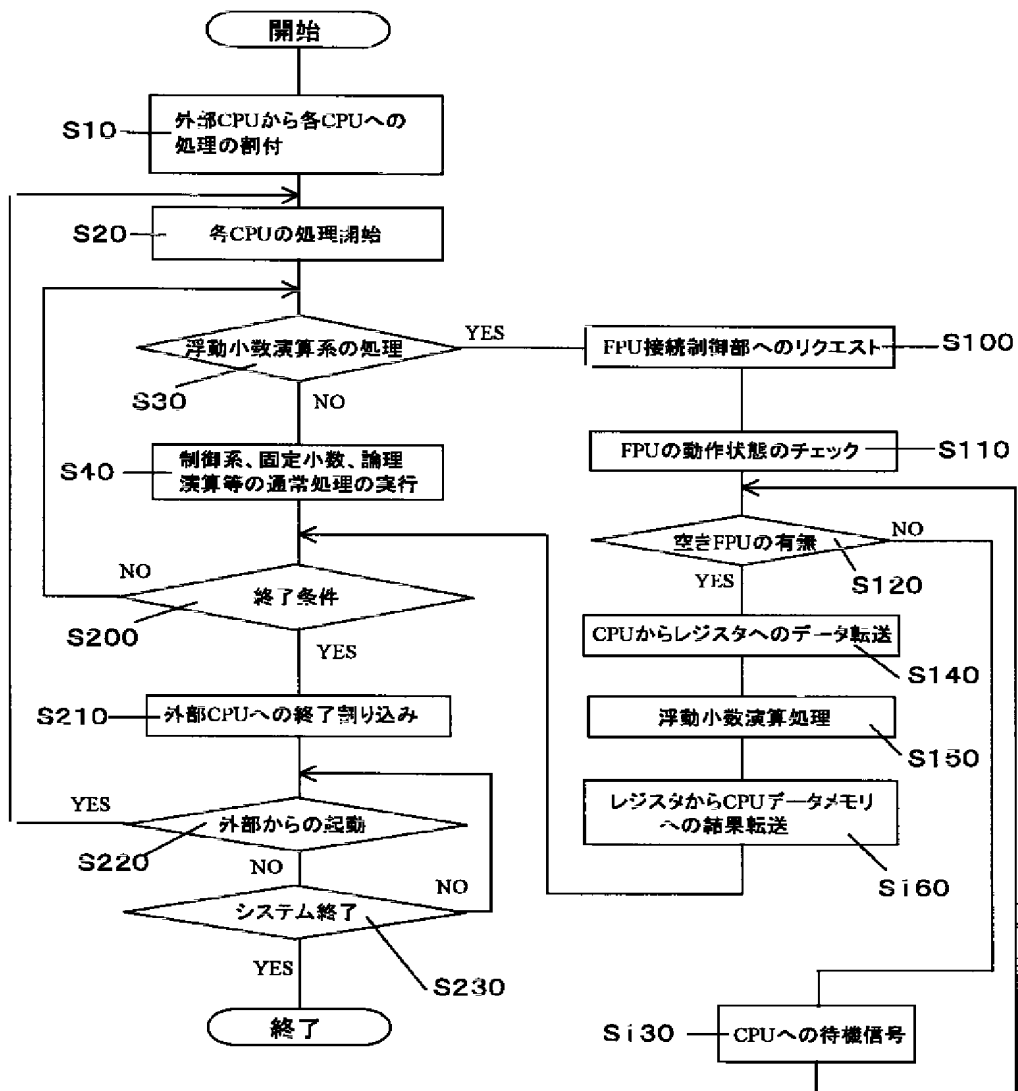 開始
S10
外部CPUから各CPUへの
処理の割付
S20
各CPUの処理開始
浮動小数演算系の処理
YES
S30
NO
FPU接続制御部へのリクエスト
S100
S40
制御系、固定小数、論理
演算等の通常処理の実行
FPUの動作状態のチェック
S110
空きFPUの有無
NO
S120
YES
NO
終了条件
S200
YES
CPUからレジスタへのデータ転送
S140
S210
外部CPUへの終了割り込み
浮動小数演算処理
S150
YES
外部からの起動
S220
NO
レジスタからCPUデータメモリ
への結果転送
Si60
NO
システム終了
S230
YES
終了
Si30
CPUへの待機信号